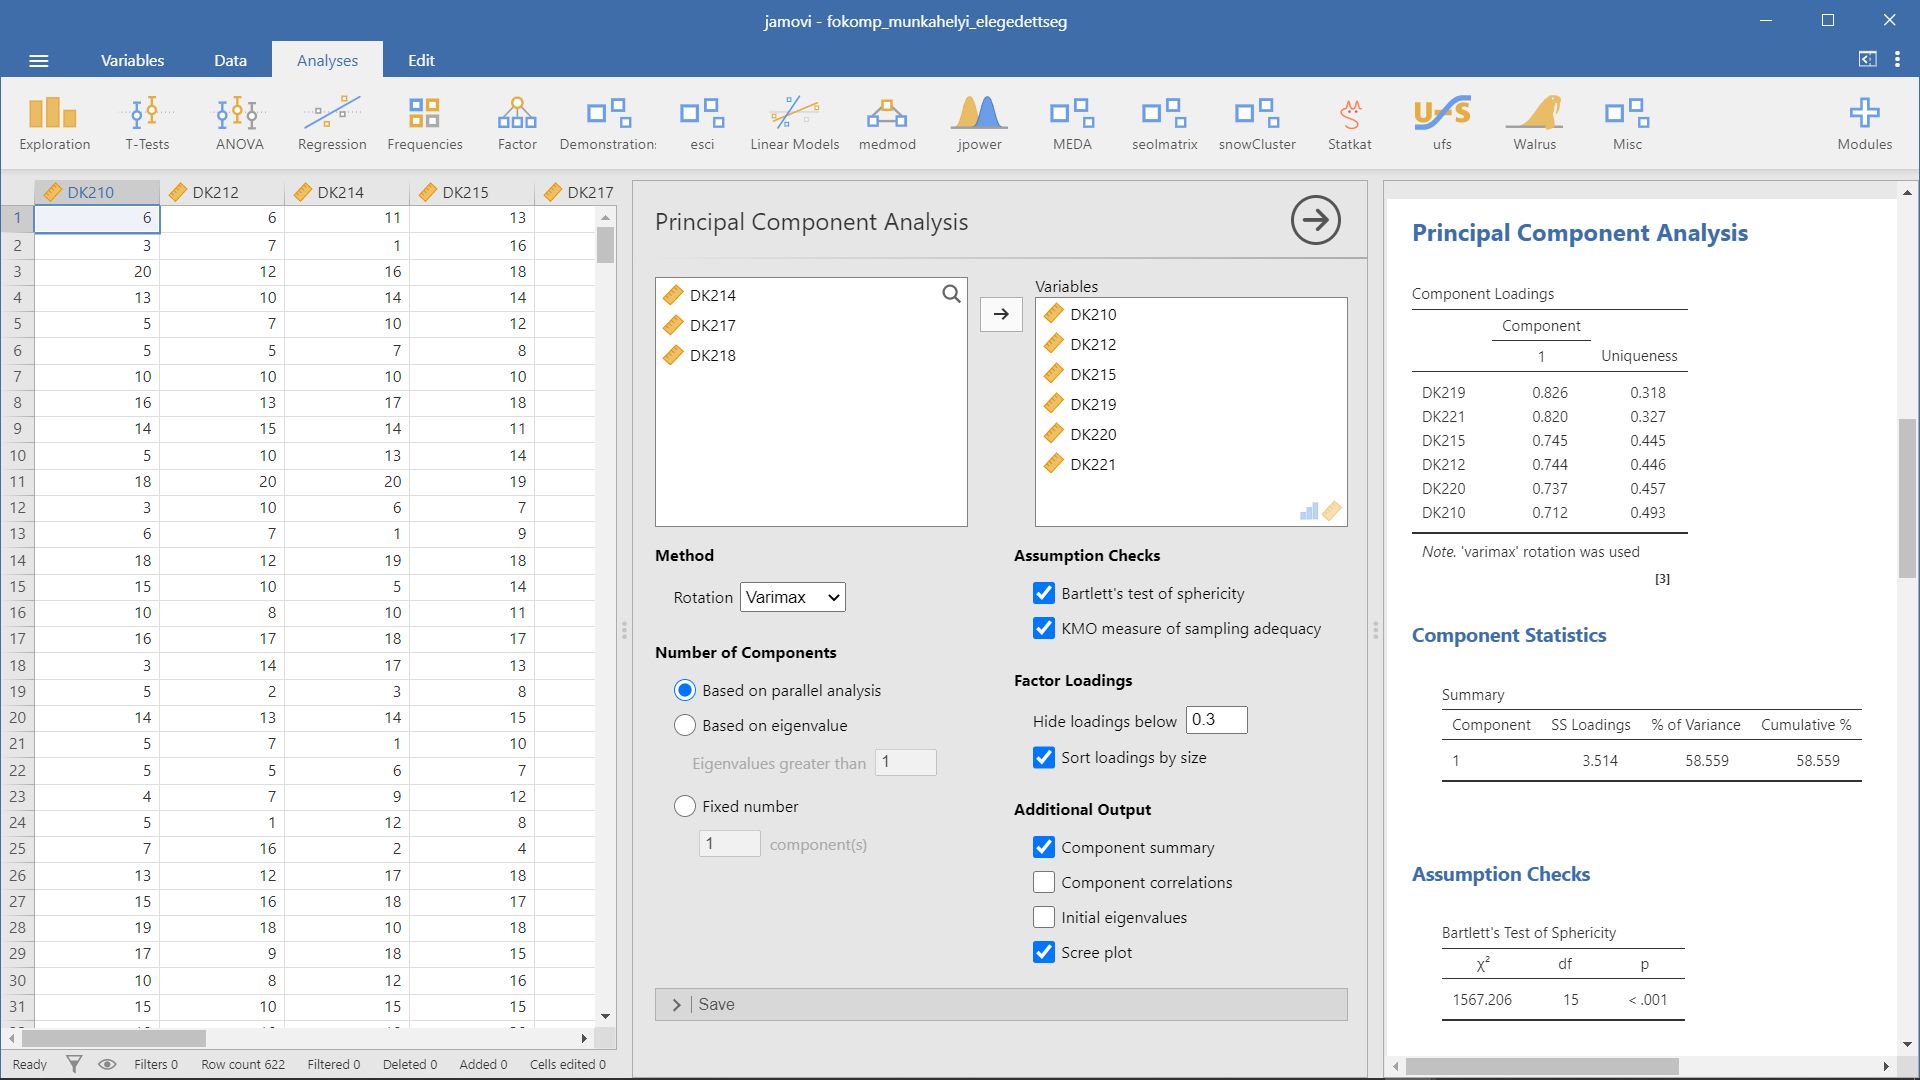 jamovi - fokomp_munkahelyi_elegedettseg
Variables Data Analyses Edit
Exploration T-Tests ANOVA Regression Frequencies Factor Demonstration esci Linear Models medmod jpower MEDA seolmatrix snowCluster Statkat ufs Walrus Misc Modules
DK210 DK212 DK214 DK215 DK217
1 6 6 11 13
2 3 7 1 16
3 20 12 16 18
4 13 10 14 14
5 5 7 10 12
6 5 5 7 8
7 10 10 10 10
8 16 13 17 18
9 14 15 14 11
10 5 10 13 14
11 18 20 20 19
12 3 10 6 7
13 6 7 1 9
14 18 12 19 18
15 15 10 5 14
16 10 8 10 11
17 16 17 18 17
18 3 14 17 13
19 5 2 3 8
20 14 13 14 15
21 5 7 1 10
22 5 5 6 7
23 4 7 9 12
24 5 1 12 8
25 7 16 2 4
26 13 12 17 18
27 15 16 18 17
28 19 18 10 18
29 17 9 18 15
30 10 8 12 16
31 15 10 15 15
Ready Filters 0 Row count 622 Filtered 0 Deleted 0 Added 0 Cells edited 0
Principal Component Analysis
DK214
DK217
DK218
Variables
DK210
DK212
DK215
DK219
DK220
DK221
Method
Rotation Varimax
Number of Components
Based on parallel analysis
Based on eigenvalue
Eigenvalues greater than 1
Fixed number
1 component(s)
Assumption Checks
Bartlett's test of sphericity
KMO measure of sampling adequacy
Factor Loadings
Hide loadings below 0.3
Sort loadings by size
Additional Output
Component summary
Component correlations
Initial eigenvalues
Scree plot
Save
Principal Component Analysis
Component Loadings
Component
1 Uniqueness
DK219 0.826 0.318
DK221 0.820 0.327
DK215 0.745 0.445
DK212 0.744 0.446
DK220 0.737 0.457
DK210 0.712 0.493
Note. 'varimax' rotation was used
[3]
Component Statistics
Summary
Component SS Loadings % of Variance Cumulative %
1 3.514 58.559 58.559
Assumption Checks
Bartlett's Test of Sphericity
χ² df p
1567.206 15 < .001